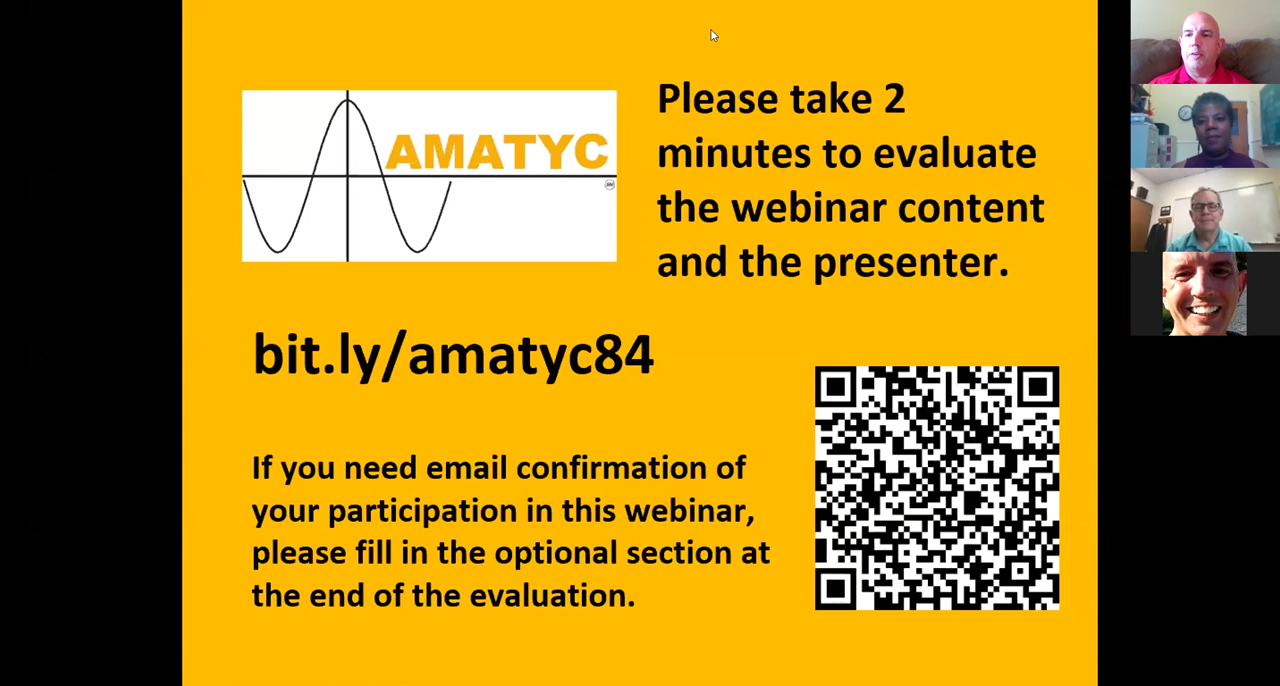 AMATYC
Please take 2
minutes to evaluate
the webinar content
and the presenter.
bit.ly/amatyc84
If you need email confirmation of
your participation in this webinar,
please fill in the optional section at
the end of the evaluation.